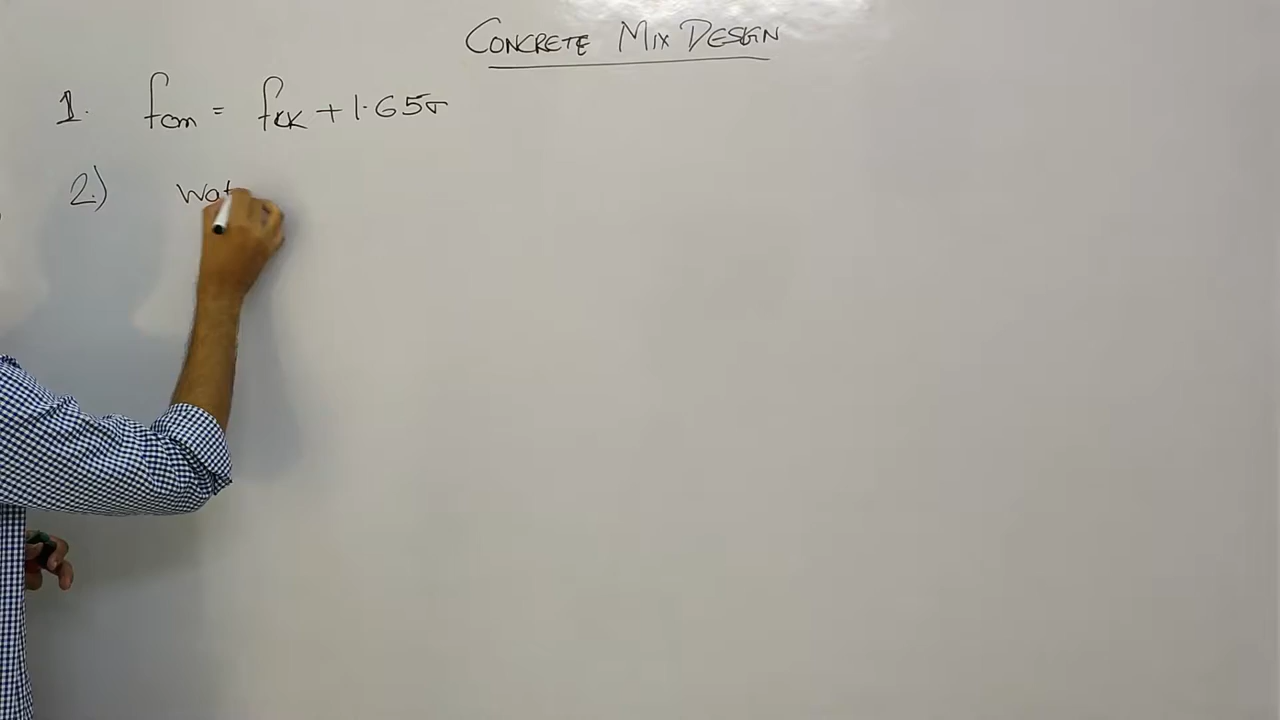 CONCRETE MIX DESIGN
1. fcm = fck + 1.65σ
2.) Wat